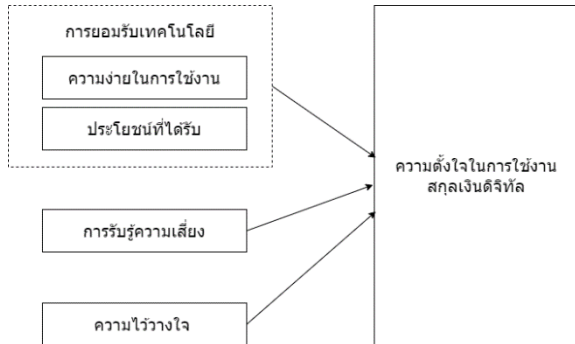 การยอมรับเทคโนโลยี
ความง่ายในการใช้งาน
ประโยชน์ที่ได้รับ
การรับรู้ความเสี่ยง
ความไว้วางใจ
ความตั้งใจในการใช้งาน
สกุลเงินดิจิทัล